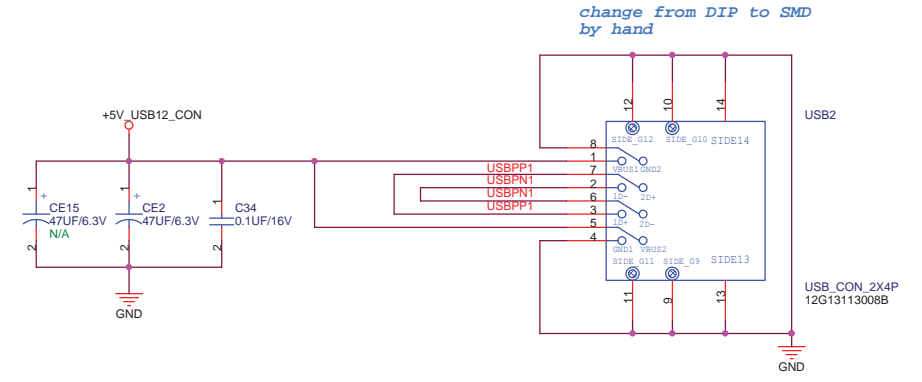 change from DIP to SMD
by hand
12
10
14
+5V_USB12_CON
USB2
SIDE_G12
SIDE_G10
SIDE14
8
1
USBPP1
7
VBUS1
GND2
USBPN1
2
1
+
1
+
1
USBPN1
6
1D-
2D+
CE15
CE2
C34
USBPP1
3
47UF/6.3V
47UF/6.3V
0.1UF/16V
5
1D+
2D-
N/A
4
2
2
2
GND1
VBUS2
SIDE_G11
SIDE_G9
SIDE13
USB_CON_2X4P
11
9
13
12G13113008B
GND
GND